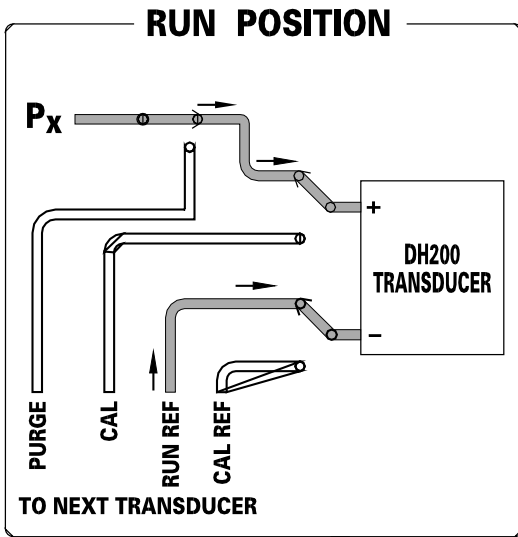 RUN POSITION
Px
+
DH200
TRANSDUCER
−
PURGE
CAL
RUN REF
CAL REF
TO NEXT TRANSDUCER